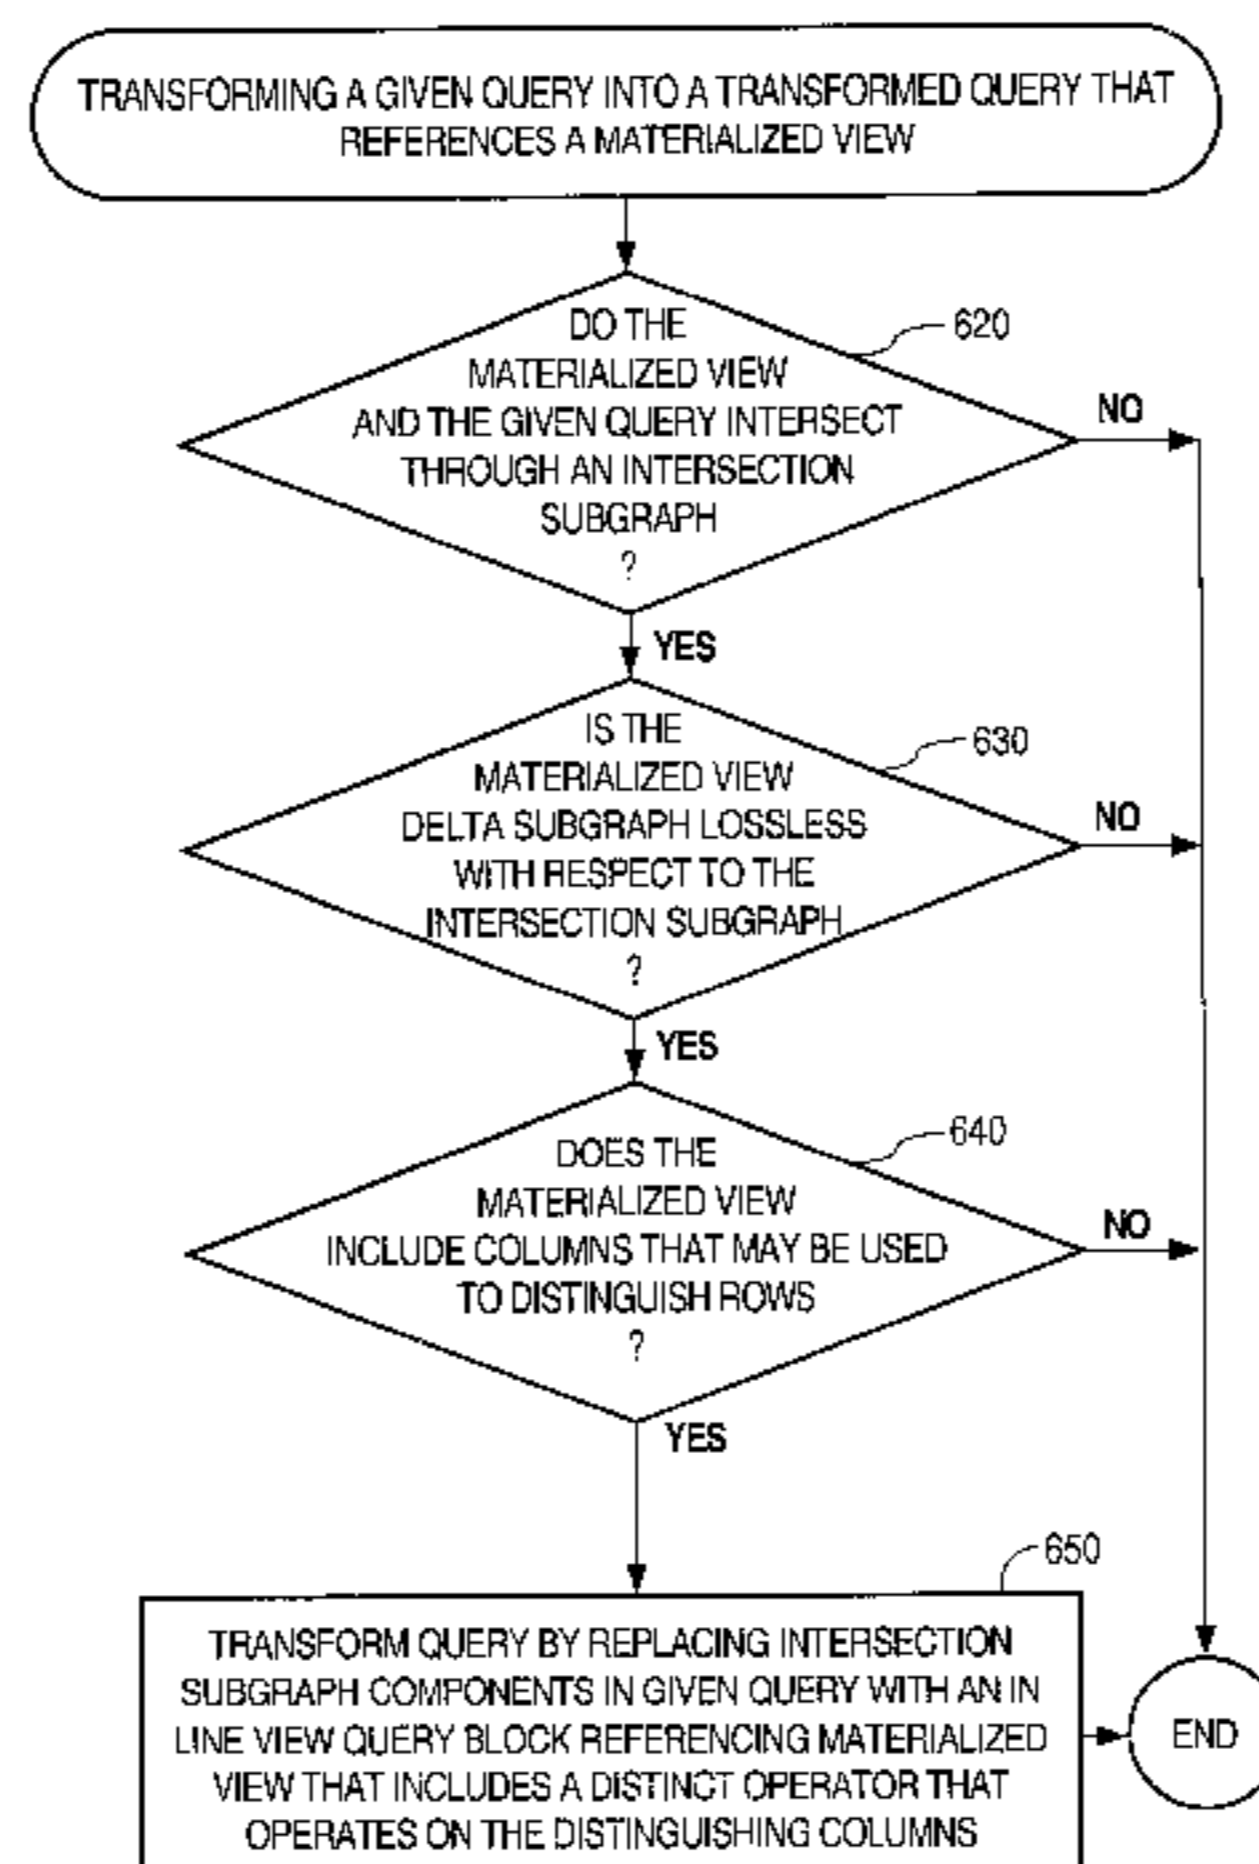 TRANSFORMING A GIVEN QUERY INTO A TRANSFORMED QUERY THAT
REFERENCES A MATERIALIZED VIEW
DO THE
MATERIALIZED VIEW
AND THE GIVEN QUERY INTERSECT
THROUGH AN INTERSECTION
SUBGRAPH
?
620
NO
YES
IS THE
MATERIALIZED VIEW
DELTA SUBGRAPH LOSSLESS
WITH RESPECT TO THE
INTERSECTION SUBGRAPH
?
630
NO
YES
DOES THE
MATERIALIZED VIEW
INCLUDE COLUMNS THAT MAY BE USED
TO DISTINGUISH ROWS
?
640
NO
YES
650
TRANSFORM QUERY BY REPLACING INTERSECTION
SUBGRAPH COMPONENTS IN GIVEN QUERY WITH AN IN
LINE VIEW QUERY BLOCK REFERENCING MATERIALIZED
VIEW THAT INCLUDES A DISTINCT OPERATOR THAT
OPERATES ON THE DISTINGUISHING COLUMNS
END